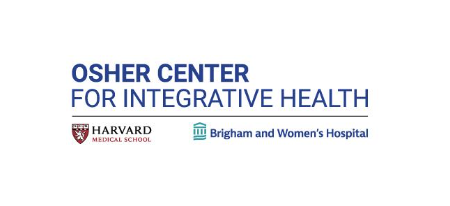 OSHER CENTER
FOR INTEGRATIVE HEALTH
HARVARD
MEDICAL SCHOOL
Brigham and Women's Hospital